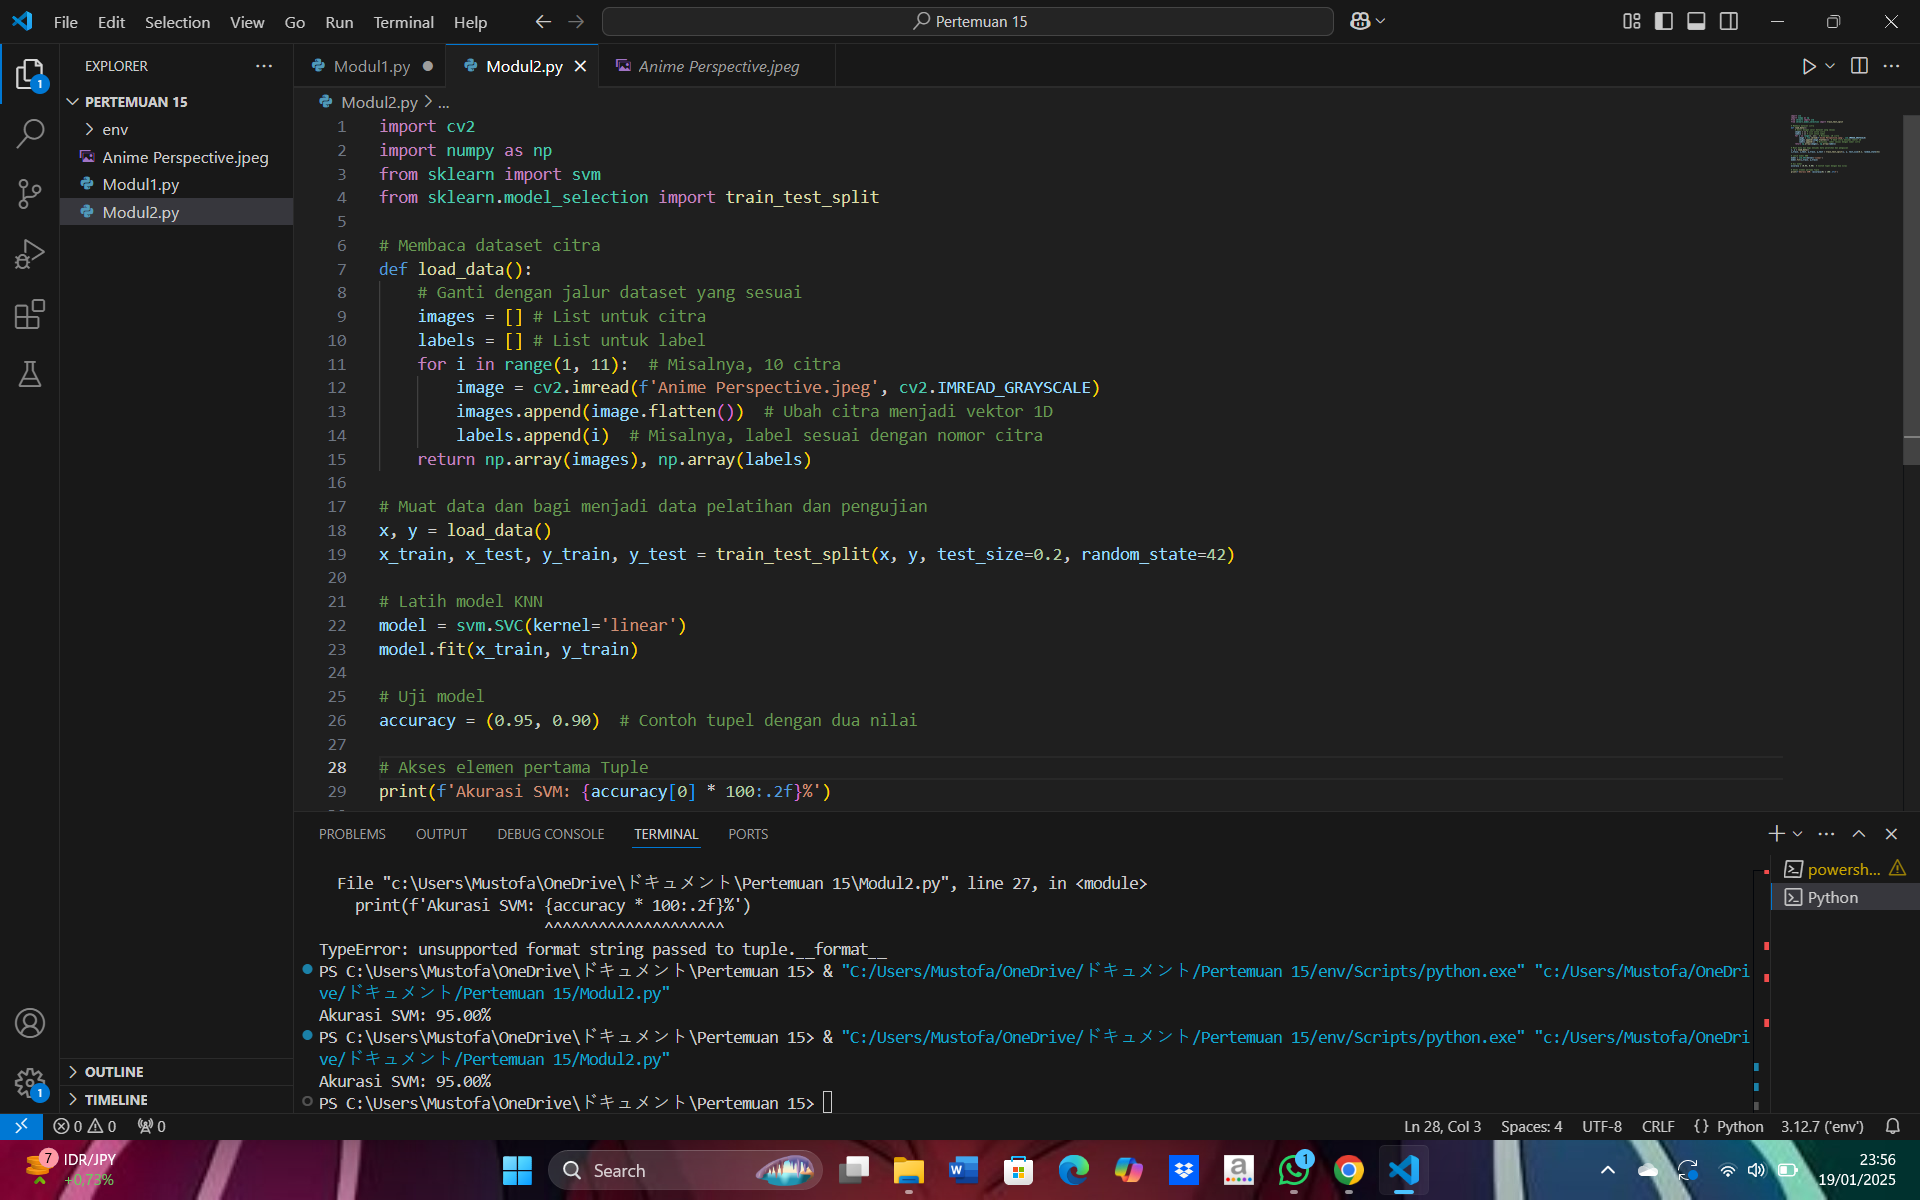 File Edit Selection View Go Run Terminal Help
Pertemuan 15
EXPLORER
PERTEMUAN 15
env
Anime Perspective.jpeg
Modul1.py
Modul2.py
OUTLINE
TIMELINE
Modul1.py Modul2.py Anime Perspective.jpeg
Modul2.py > ...
1 import cv2
2 import numpy as np
3 from sklearn import svm
4 from sklearn.model_selection import train_test_split
5
6 # Membaca dataset citra
7 def load_data():
8 # Ganti dengan jalur dataset yang sesuai
9 images = [] # List untuk citra
10 labels = [] # List untuk label
11 for i in range(1, 11):  # Misalnya, 10 citra
12 image = cv2.imread(f'Anime Perspective.jpeg', cv2.IMREAD_GRAYSCALE)
13 images.append(image.flatten())  # Ubah citra menjadi vektor 1D
14 labels.append(i)  # Misalnya, label sesuai dengan nomor citra
15 return np.array(images), np.array(labels)
16
17 # Muat data dan bagi menjadi data pelatihan dan pengujian
18 x, y = load_data()
19 x_train, x_test, y_train, y_test = train_test_split(x, y, test_size=0.2, random_state=42)
20
21 # Latih model KNN
22 model = svm.SVC(kernel='linear')
23 model.fit(x_train, y_train)
24
25 # Uji model
26 accuracy = (0.95, 0.90)  # Contoh tupel dengan dua nilai
27
28 # Akses elemen pertama Tuple
29 print(f'Akurasi SVM: {accuracy[0] * 100:.2f}%')
PROBLEMS OUTPUT DEBUG CONSOLE TERMINAL PORTS
File "c:\Users\Mustofa\OneDrive\ドキュメント\Pertemuan 15\Modul2.py", line 27, in <module>
print(f'Akurasi SVM: {accuracy * 100:.2f}%')
^^^^^^^^^^^^^^^^^^^^
TypeError: unsupported format string passed to tuple.__format__
PS C:\Users\Mustofa\OneDrive\ドキュメント\Pertemuan 15> & "C:/Users/Mustofa/OneDrive/ドキュメント/Pertemuan 15/env/Scripts/python.exe" "c:/Users/Mustofa/OneDri
ve/ドキュメント/Pertemuan 15/Modul2.py"
Akurasi SVM: 95.00%
PS C:\Users\Mustofa\OneDrive\ドキュメント\Pertemuan 15> & "C:/Users/Mustofa/OneDrive/ドキュメント/Pertemuan 15/env/Scripts/python.exe" "c:/Users/Mustofa/OneDri
ve/ドキュメント/Pertemuan 15/Modul2.py"
Akurasi SVM: 95.00%
PS C:\Users\Mustofa\OneDrive\ドキュメント\Pertemuan 15>
powersh...
Python
0 0 0
Ln 28, Col 3 Spaces: 4 UTF-8 CRLF {} Python 3.12.7 ('env')
7
IDR/JPY
+0,73%
Search
1
23:56
19/01/2025